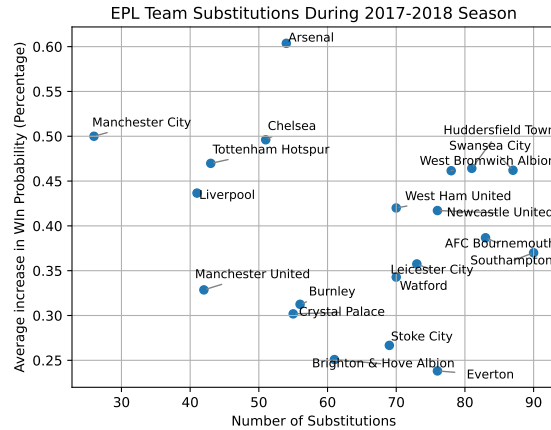 EPL Team Substitutions During 2017-2018 Season
Average increase in WIn Probability (Percentage)
0.60
0.55
0.50
0.45
0.40
0.35
0.30
0.25
Arsenal
Manchester City
Chelsea
Huddersfield Town
Tottenham Hotspur
Swansea City
West Bromwich Albion
Liverpool
West Ham United
Newcastle United
AFC Bournemouth
Southampton
Manchester United
Leicester City
Watford
Burnley
Crystal Palace
Stoke City
Brighton & Hove Albion
Everton
30 40 50 60 70 80 90
Number of Substitutions